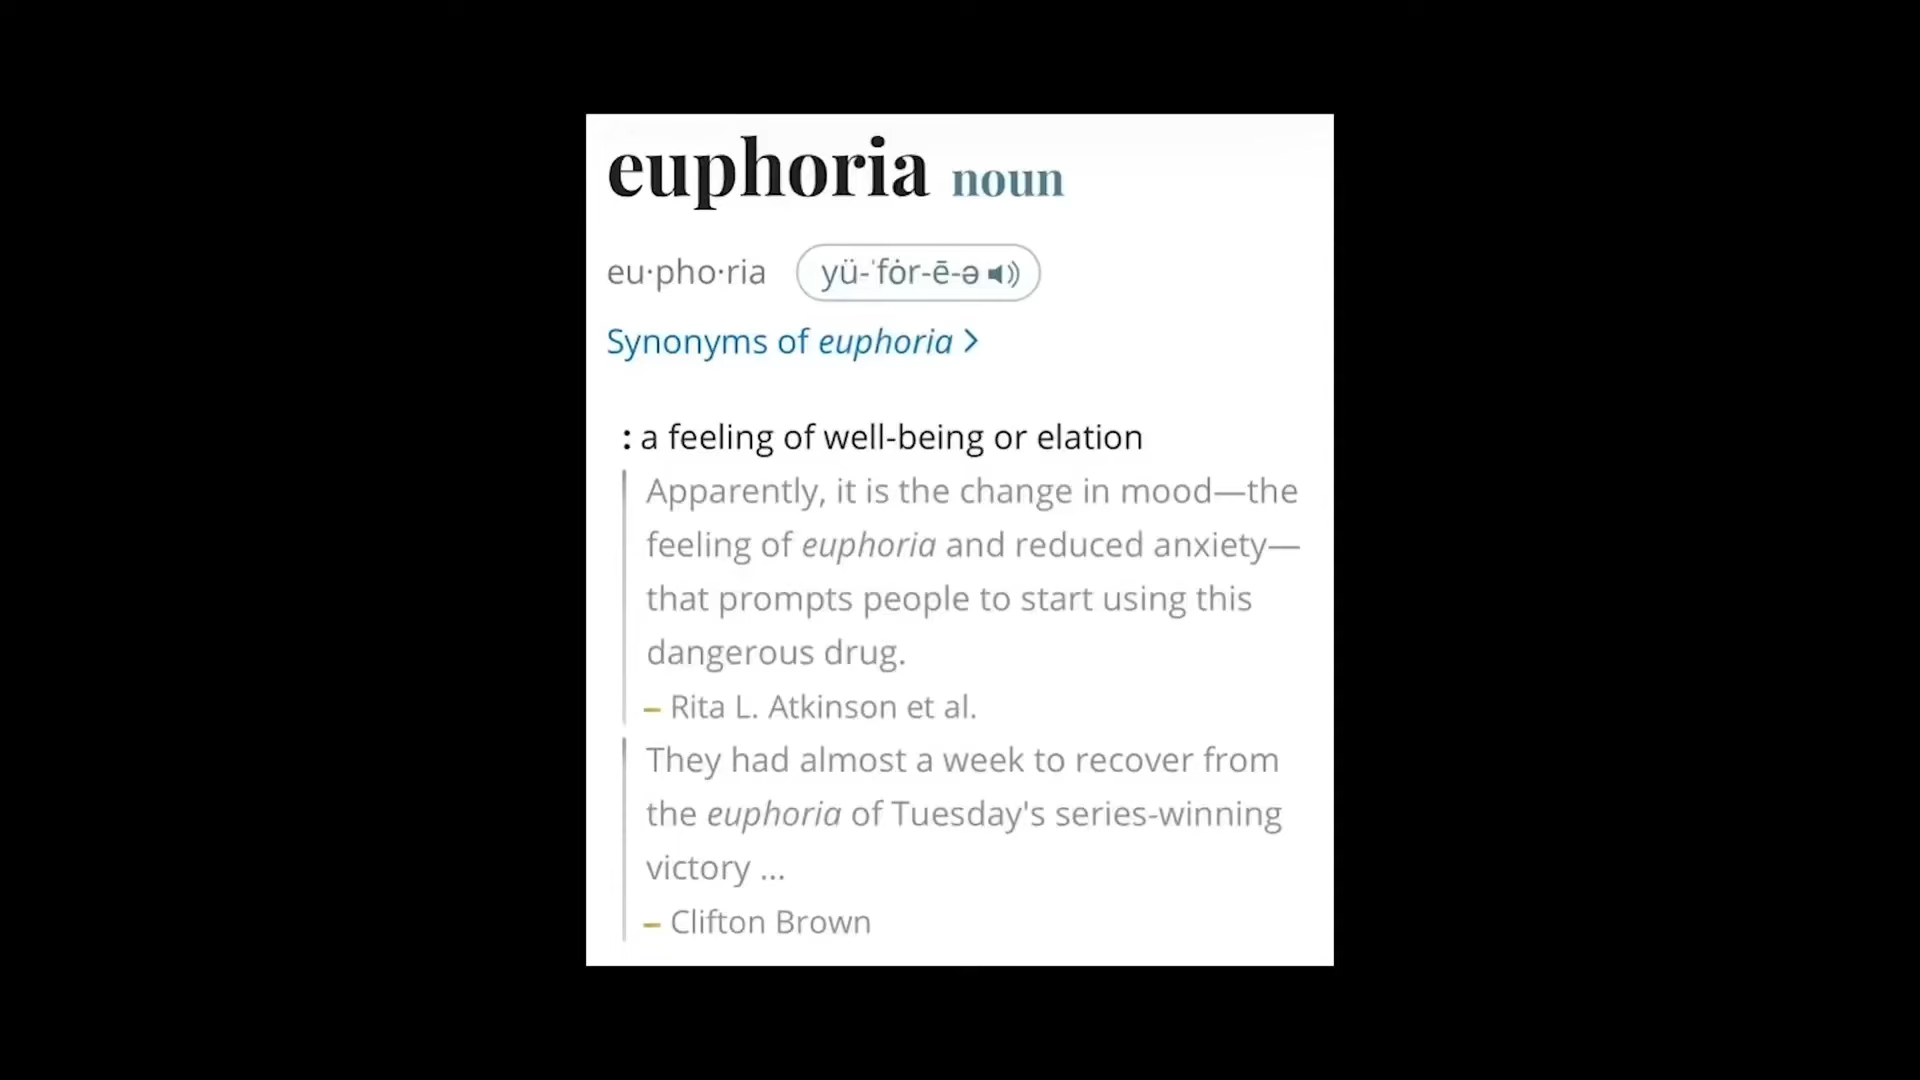 euphoria noun
eu·pho·ria yü-ˈfȯr-ē-ə
Synonyms of euphoria >
: a feeling of well-being or elation
Apparently, it is the change in mood—the
feeling of euphoria and reduced anxiety—
that prompts people to start using this
dangerous drug.
– Rita L. Atkinson et al.
They had almost a week to recover from
the euphoria of Tuesday's series-winning
victory ...
– Clifton Brown